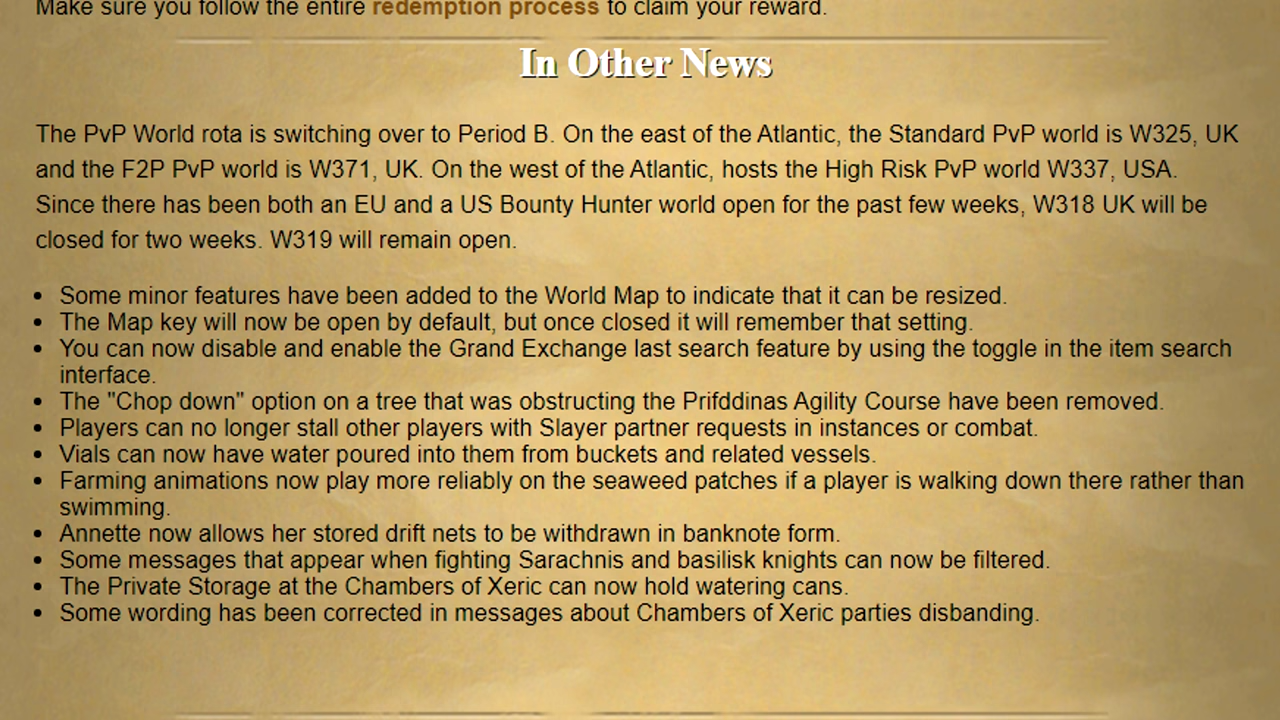 Make sure you follow the entire redemption process to claim your reward.
In Other News
The PvP World rota is switching over to Period B. On the east of the Atlantic, the Standard PvP world is W325, UK
and the F2P PvP world is W371, UK. On the west of the Atlantic, hosts the High Risk PvP world W337, USA.
Since there has been both an EU and a US Bounty Hunter world open for the past few weeks, W318 UK will be
closed for two weeks. W319 will remain open.
• Some minor features have been added to the World Map to indicate that it can be resized.
• The Map key will now be open by default, but once closed it will remember that setting.
• You can now disable and enable the Grand Exchange last search feature by using the toggle in the item search
interface.
• The "Chop down" option on a tree that was obstructing the Prifddinas Agility Course have been removed.
• Players can no longer stall other players with Slayer partner requests in instances or combat.
• Vials can now have water poured into them from buckets and related vessels.
• Farming animations now play more reliably on the seaweed patches if a player is walking down there rather than
swimming.
• Annette now allows her stored drift nets to be withdrawn in banknote form.
• Some messages that appear when fighting Sarachnis and basilisk knights can now be filtered.
• The Private Storage at the Chambers of Xeric can now hold watering cans.
• Some wording has been corrected in messages about Chambers of Xeric parties disbanding.